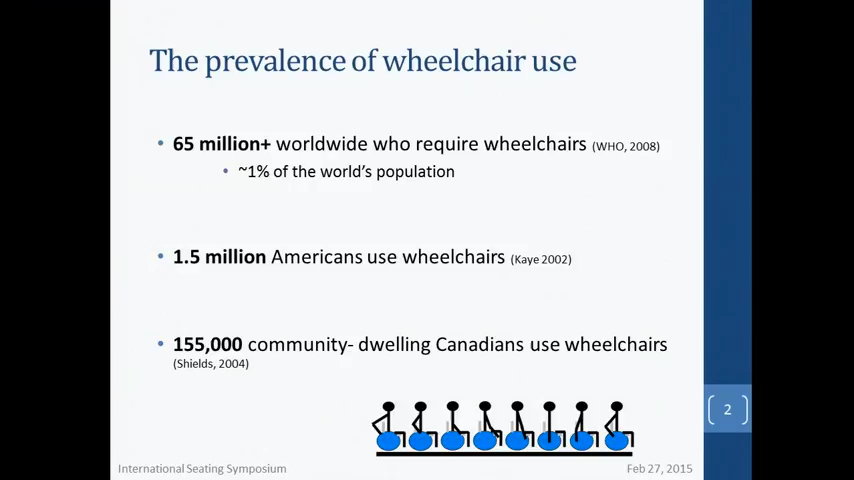 The prevalence of wheelchair use
• 65 million+ worldwide who require wheelchairs (WHO, 2008)
• ~1% of the world's population
• 1.5 million Americans use wheelchairs (Kaye 2002)
• 155,000 community- dwelling Canadians use wheelchairs
(Shields, 2004)
2
International Seating Symposium
Feb 27, 2015